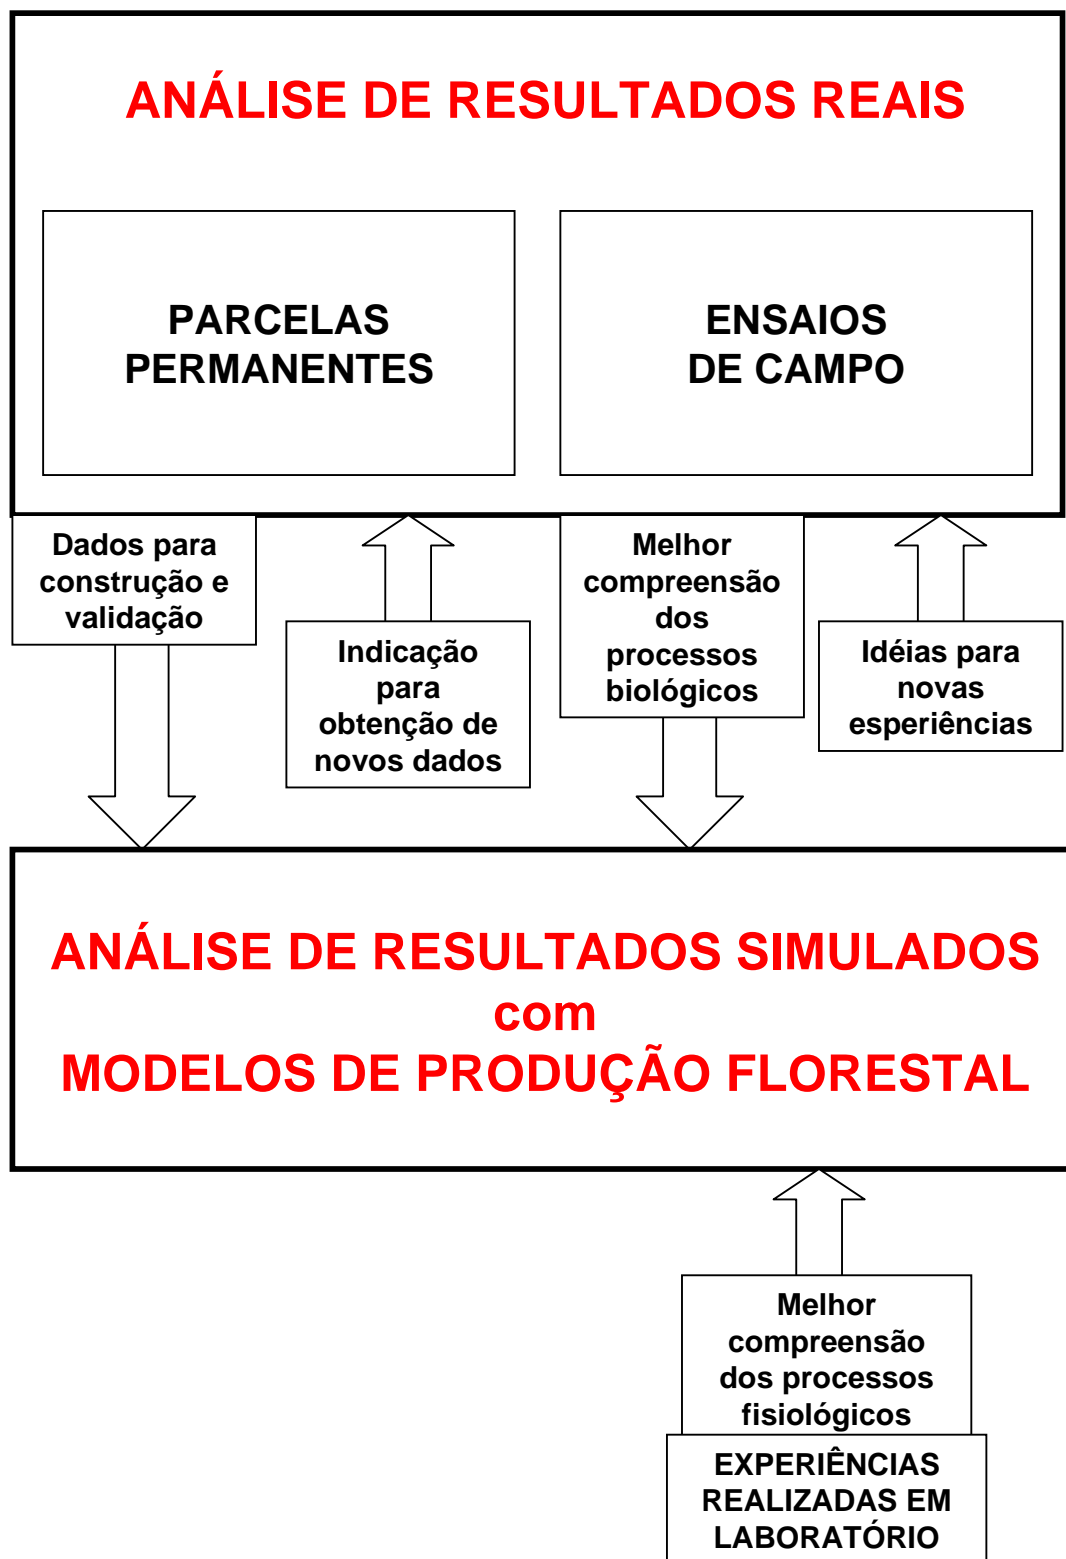 ANÁLISE DE RESULTADOS REAIS
PARCELAS
PERMANENTES
ENSAIOS
DE CAMPO
Dados para
construção e
validação
Indicação
para
obtenção de
novos dados
Melhor
compreensão
dos
processos
biológicos
Idéias para
novas
esperiências
ANÁLISE DE RESULTADOS SIMULADOS
com
MODELOS DE PRODUÇÃO FLORESTAL
Melhor
compreensão
dos processos
fisiológicos
EXPERIÊNCIAS
REALIZADAS EM
LABORATÓRIO